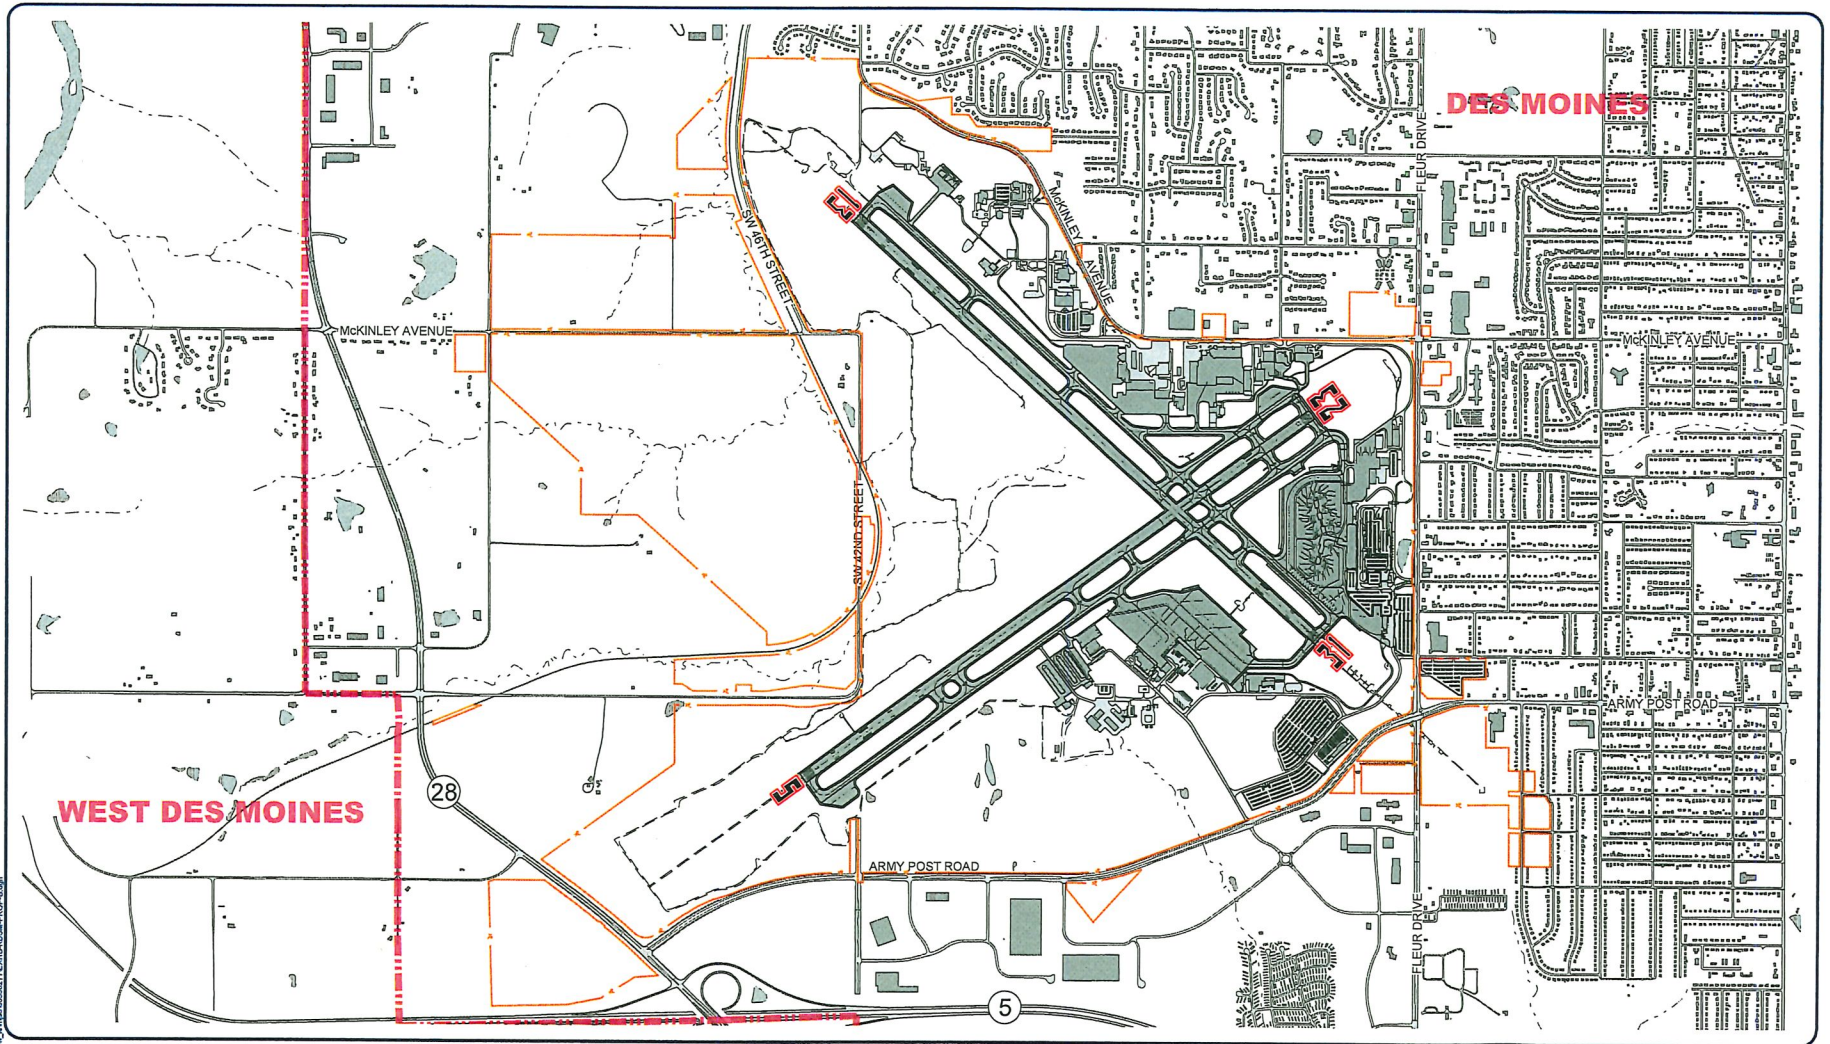 DES MOINES
FLEUR DRIVE
13
McKINLEY
AVENUE
SW 46TH STREET
McKINLEY AVENUE
McKINLEY AVENUE
23
SW 42ND STREET
31
ARMY POST ROAD
5
28
WEST DES MOINES
ARMY POST ROAD
FLEUR DRIVE
5